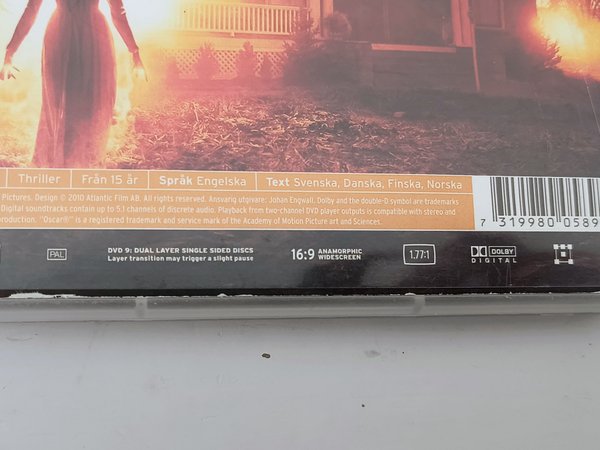 Thriller Från 15 år Språk Engelska Text Svenska, Danska, Finska, Norska
Pictures. Design © 2010 Atlantic Film AB. All rights reserved. Ansvarig utgivare: Johan Engwall. Dolby and the double-D symbol are trademarks
Digital soundtracks contain up to 5.1 channels of discrete audio. Playback from two-channel DVD player outputs is compatible with stereo and
production. "Oscar®" is a registered trademark and service mark of the Academy of Motion Picture art and Sciences.
7 319980 0589
PAL
DVD 9: DUAL LAYER SINGLE SIDED DISCS
Layer transition may trigger a slight pause
16:9 ANAMORPHIC
WIDESCREEN
1.77:1
DOLBY
DIGITAL